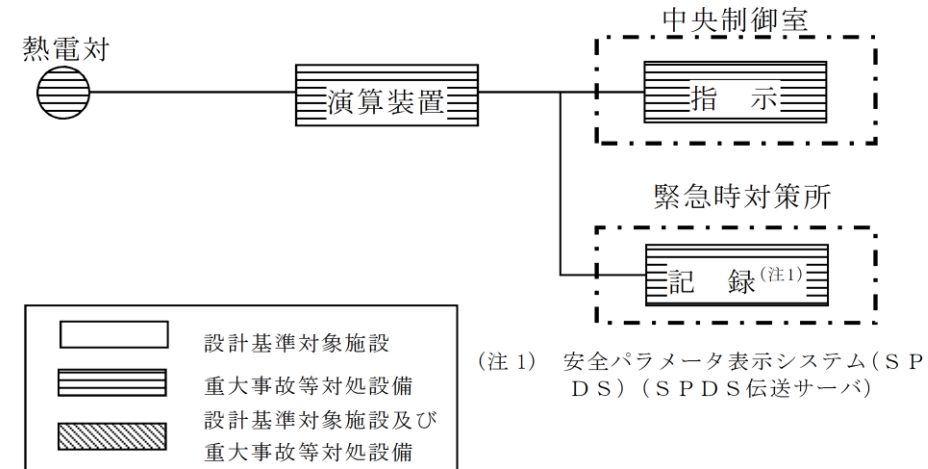 中央制御室
熱電対
演算装置
指　示
緊急時対策所
記　録(注1)
設計基準対象施設
重大事故等対処設備
設計基準対象施設及び
重大事故等対処設備
(注 1)　安全パラメータ表示システム(ＳＰ
ＤＳ)(ＳＰＤＳ伝送サーバ)